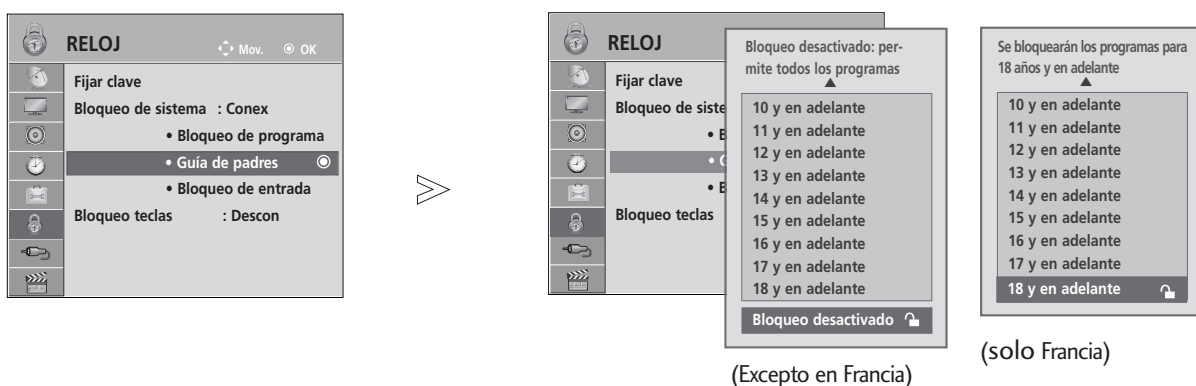 RELOJ
Mov. OK
Fijar clave
Bloqueo de sistema : Conex
• Bloqueo de programa
• Guía de padres
• Bloqueo de entrada
Bloqueo teclas : Descon
RELOJ
Fijar clave
Bloqueo de siste
• B
• G
• B
Bloqueo teclas
Bloqueo desactivado: per-
mite todos los programas
10 y en adelante
11 y en adelante
12 y en adelante
13 y en adelante
14 y en adelante
15 y en adelante
16 y en adelante
17 y en adelante
18 y en adelante
Bloqueo desactivado
(Excepto en Francia)
Se bloquearán los programas para
18 años y en adelante
10 y en adelante
11 y en adelante
12 y en adelante
13 y en adelante
14 y en adelante
15 y en adelante
16 y en adelante
17 y en adelante
18 y en adelante
(solo Francia)